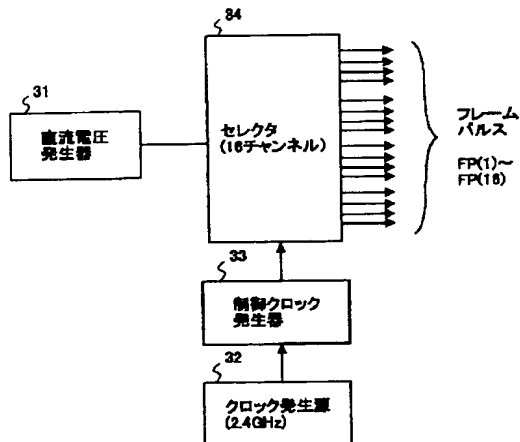 34
31
直流電圧
発生器
セレクタ
(16チャンネル)
フレーム
パルス
FP(1)～
FP(16)
33
制御クロック
発生器
32
クロック発生源
(2.4GHz)